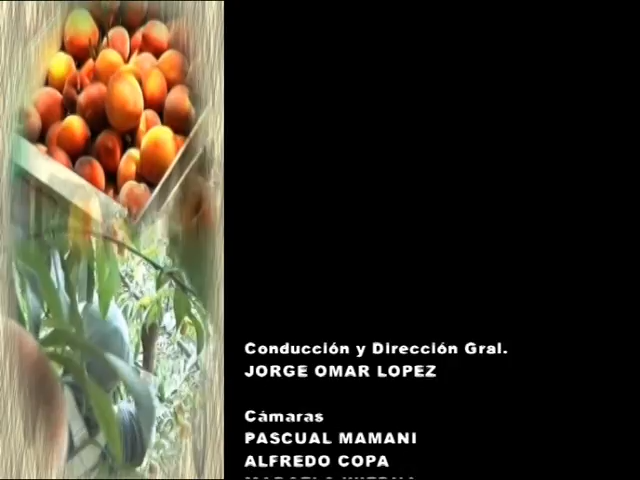 Conducción y Dirección Gral.
JORGE OMAR LOPEZ
Cámaras
PASCUAL MAMANI
ALFREDO COPA